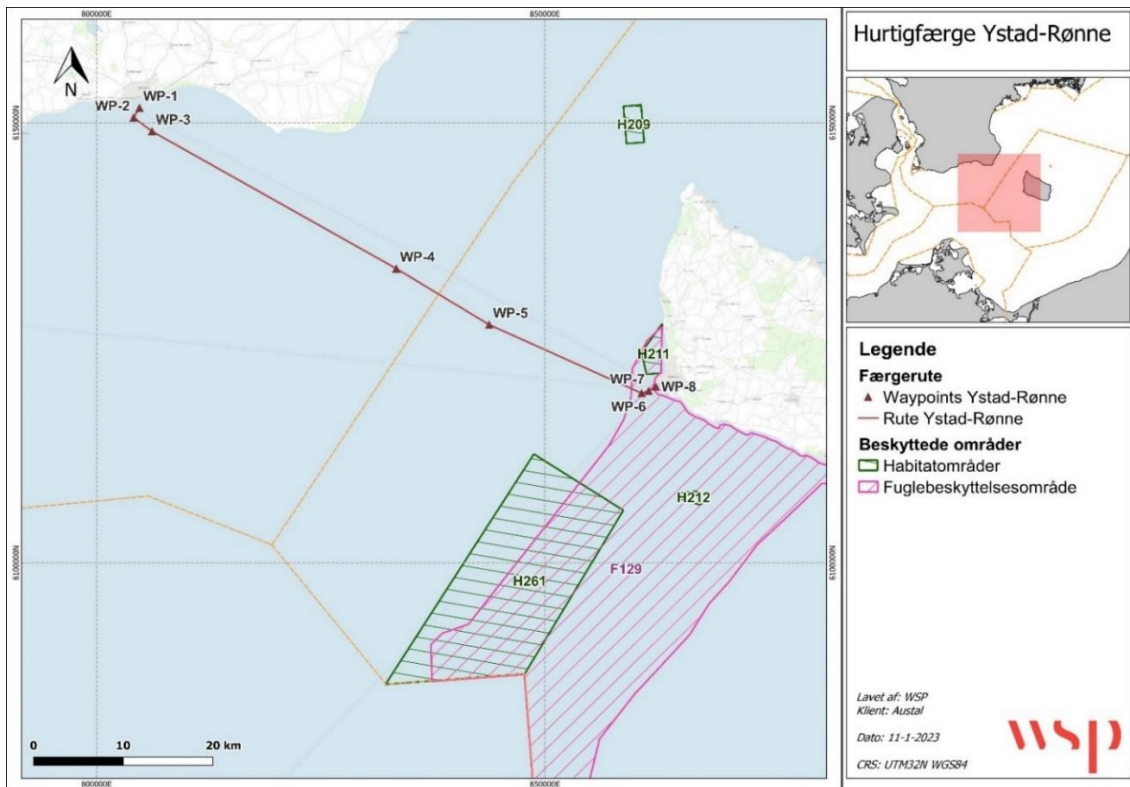 800000E
850000E
6150000N
6100000N
N
WP-1
WP-2
WP-3
WP-4
WP-5
WP-7
WP-8
WP-6
H209
H211
H212
H261
F129
0 10 20 km
800000E
850000E
Hurtigfærge Ystad-Rønne
Legende
Færgerute
Waypoints Ystad-Rønne
Rute Ystad-Rønne
Beskyttede områder
Habitatområder
Fuglebeskyttelsesområde
Lavet af: WSP
Klient: Austal
Dato: 11-1-2023
CRS: UTM32N WGS84
wsp